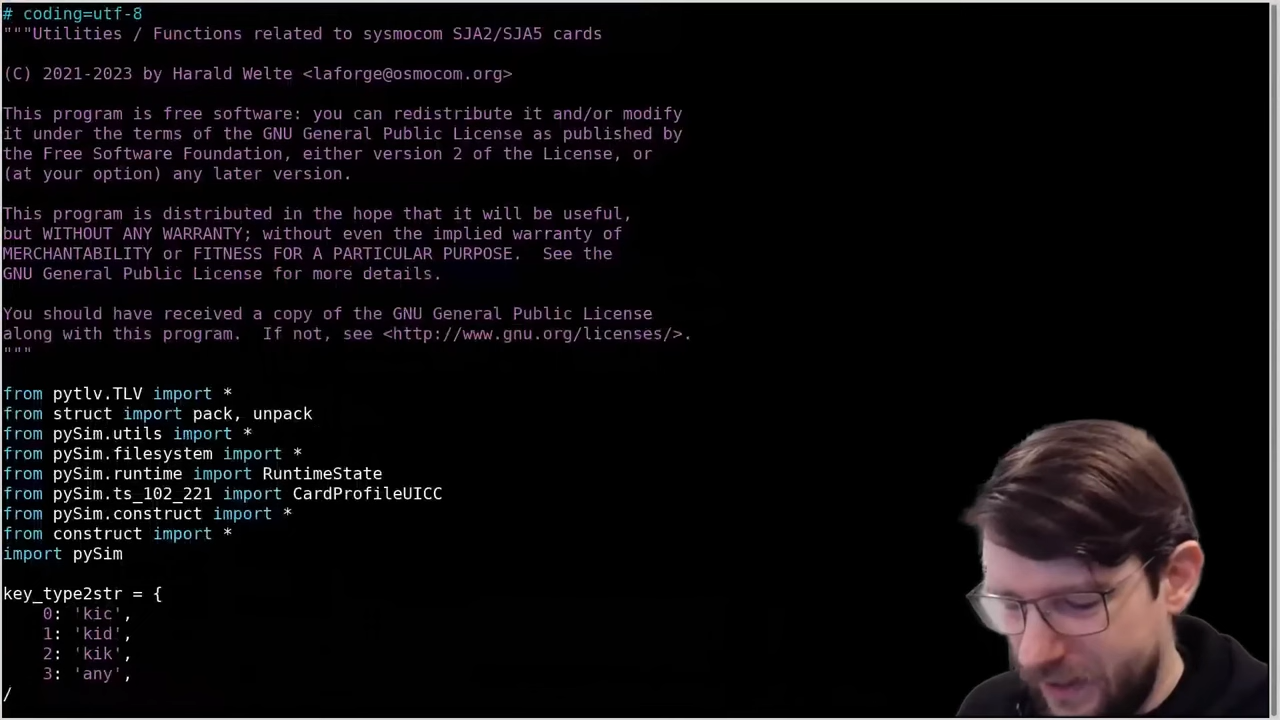 # coding=utf-8
"""Utilities / Functions related to sysmocom SJA2/SJA5 cards
(C) 2021-2023 by Harald Welte <laforge@osmocom.org>
This program is free software: you can redistribute it and/or modify
it under the terms of the GNU General Public License as published by
the Free Software Foundation, either version 2 of the License, or
(at your option) any later version.
This program is distributed in the hope that it will be useful,
but WITHOUT ANY WARRANTY; without even the implied warranty of
MERCHANTABILITY or FITNESS FOR A PARTICULAR PURPOSE.  See the
GNU General Public License for more details.
You should have received a copy of the GNU General Public License
along with this program.  If not, see <http://www.gnu.org/licenses/>.
"""
from pytlv.TLV import *
from struct import pack, unpack
from pySim.utils import *
from pySim.filesystem import *
from pySim.runtime import RuntimeState
from pySim.ts_102_221 import CardProfileUICC
from pySim.construct import *
from construct import *
import pySim
key_type2str = {
    0: 'kic',
    1: 'kid',
    2: 'kik',
    3: 'any',
/